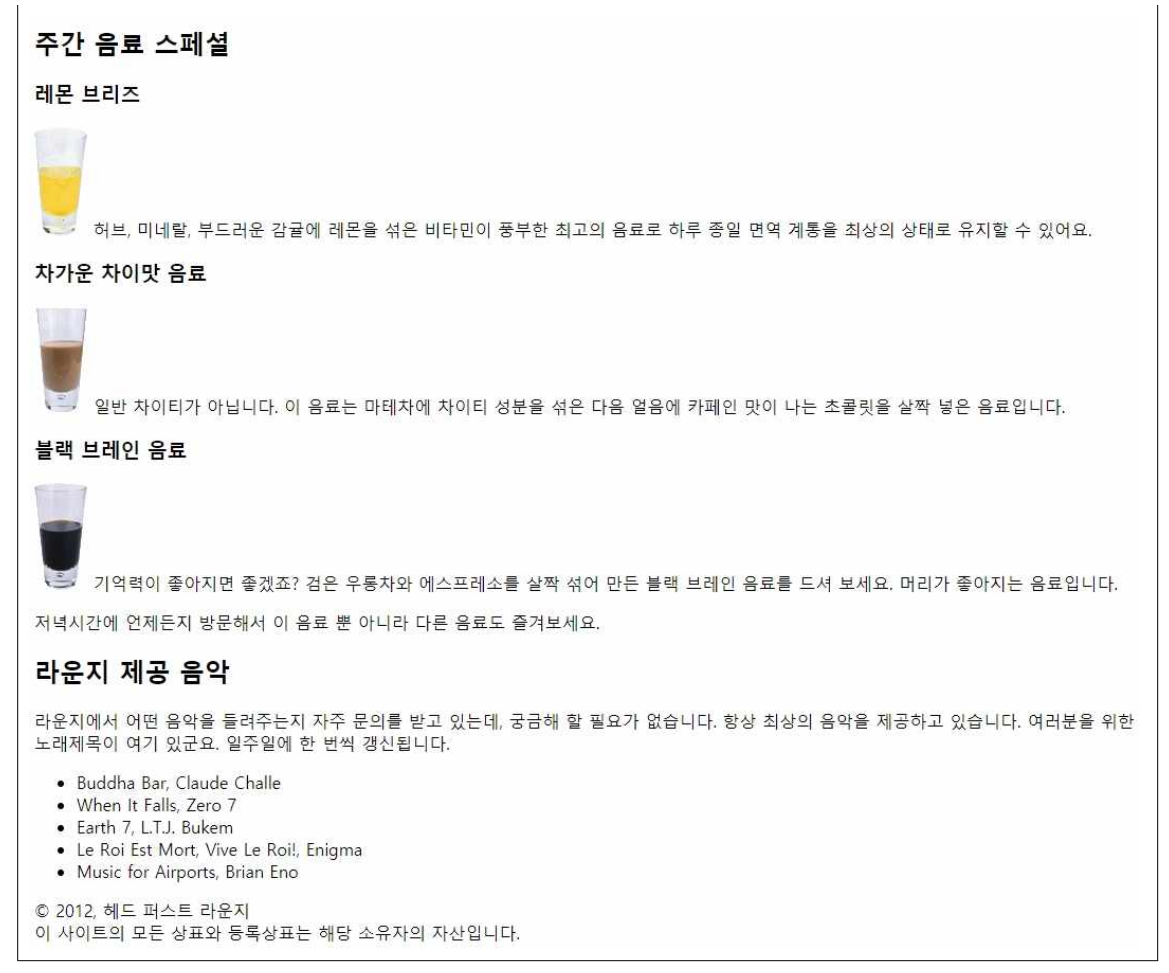 주간 음료 스페셜
레몬 브리즈
허브, 미네랄, 부드러운 감귤에 레몬을 섞은 비타민이 풍부한 최고의 음료로 하루 종일 면역 계통을 최상의 상태로 유지할 수 있어요.
차가운 차이맛 음료
일반 차이티가 아닙니다. 이 음료는 마테차에 차이티 성분을 섞은 다음 얼음에 카페인 맛이 나는 초콜릿을 살짝 넣은 음료입니다.
블랙 브레인 음료
기억력이 좋아지면 좋겠죠? 검은 우롱차와 에스프레소를 살짝 섞어 만든 블랙 브레인 음료를 드셔 보세요. 머리가 좋아지는 음료입니다.
저녁시간에 언제든지 방문해서 이 음료 뿐 아니라 다른 음료도 즐겨보세요.
라운지 제공 음악
라운지에서 어떤 음악을 들려주는지 자주 문의를 받고 있는데, 궁금해 할 필요가 없습니다. 항상 최상의 음악을 제공하고 있습니다. 여러분을 위한
노래제목이 여기 있군요. 일주일에 한 번씩 갱신됩니다.
• Buddha Bar, Claude Challe
• When It Falls, Zero 7
• Earth 7, L.T.J. Bukem
• Le Roi Est Mort, Vive Le Roi!, Enigma
• Music for Airports, Brian Eno
© 2012, 헤드 퍼스트 라운지
이 사이트의 모든 상표와 등록상표는 해당 소유자의 자산입니다.